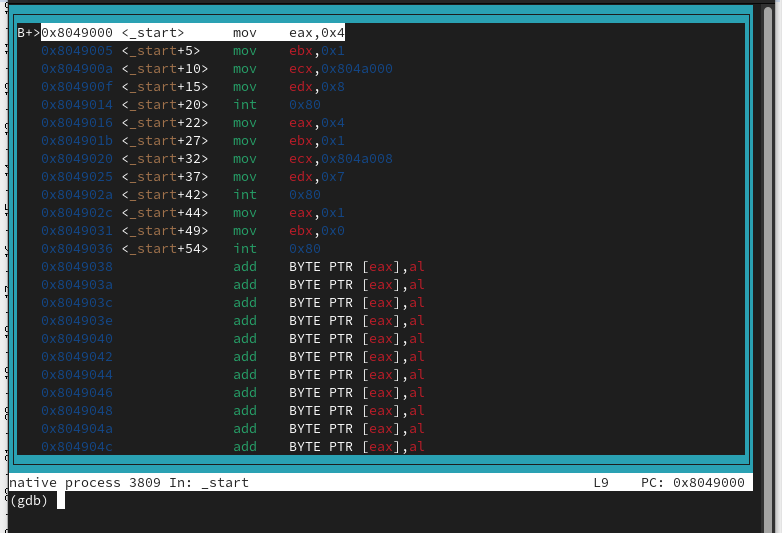 B+>0x8049000 <_start> mov eax,0x4
0x8049005 <_start+5> mov ebx,0x1
0x804900a <_start+10> mov ecx,0x804a000
0x804900f <_start+15> mov edx,0x8
0x8049014 <_start+20> int 0x80
0x8049016 <_start+22> mov eax,0x4
0x804901b <_start+27> mov ebx,0x1
0x8049020 <_start+32> mov ecx,0x804a008
0x8049025 <_start+37> mov edx,0x7
0x804902a <_start+42> int 0x80
0x804902c <_start+44> mov eax,0x1
0x8049031 <_start+49> mov ebx,0x0
0x8049036 <_start+54> int 0x80
0x8049038 add BYTE PTR [eax],al
0x804903a add BYTE PTR [eax],al
0x804903c add BYTE PTR [eax],al
0x804903e add BYTE PTR [eax],al
0x8049040 add BYTE PTR [eax],al
0x8049042 add BYTE PTR [eax],al
0x8049044 add BYTE PTR [eax],al
0x8049046 add BYTE PTR [eax],al
0x8049048 add BYTE PTR [eax],al
0x804904a add BYTE PTR [eax],al
0x804904c add BYTE PTR [eax],al
native process 3809 In: _start L9 PC: 0x8049000
(gdb)